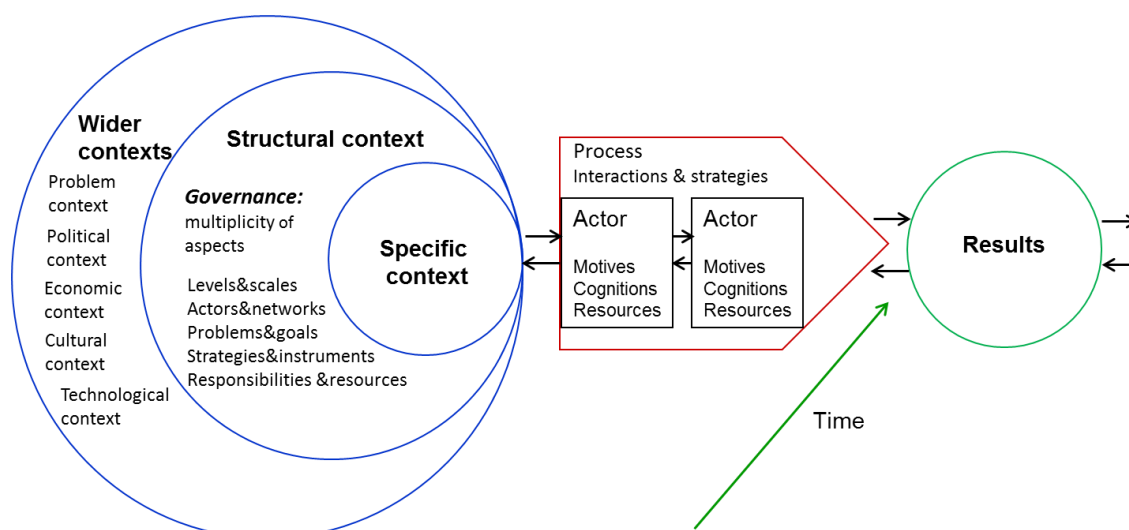 Wider
contexts
Problem
context
Political
context
Economic
context
Cultural
context
Technological
context
Structural context
Governance:
multiplicity of
aspects
Levels&scales
Actors&networks
Problems&goals
Strategies&instruments
Responsibilities &resources
Specific
context
Process
Interactions & strategies
Actor
Motives
Cognitions
Resources
Actor
Motives
Cognitions
Resources
Results
Time